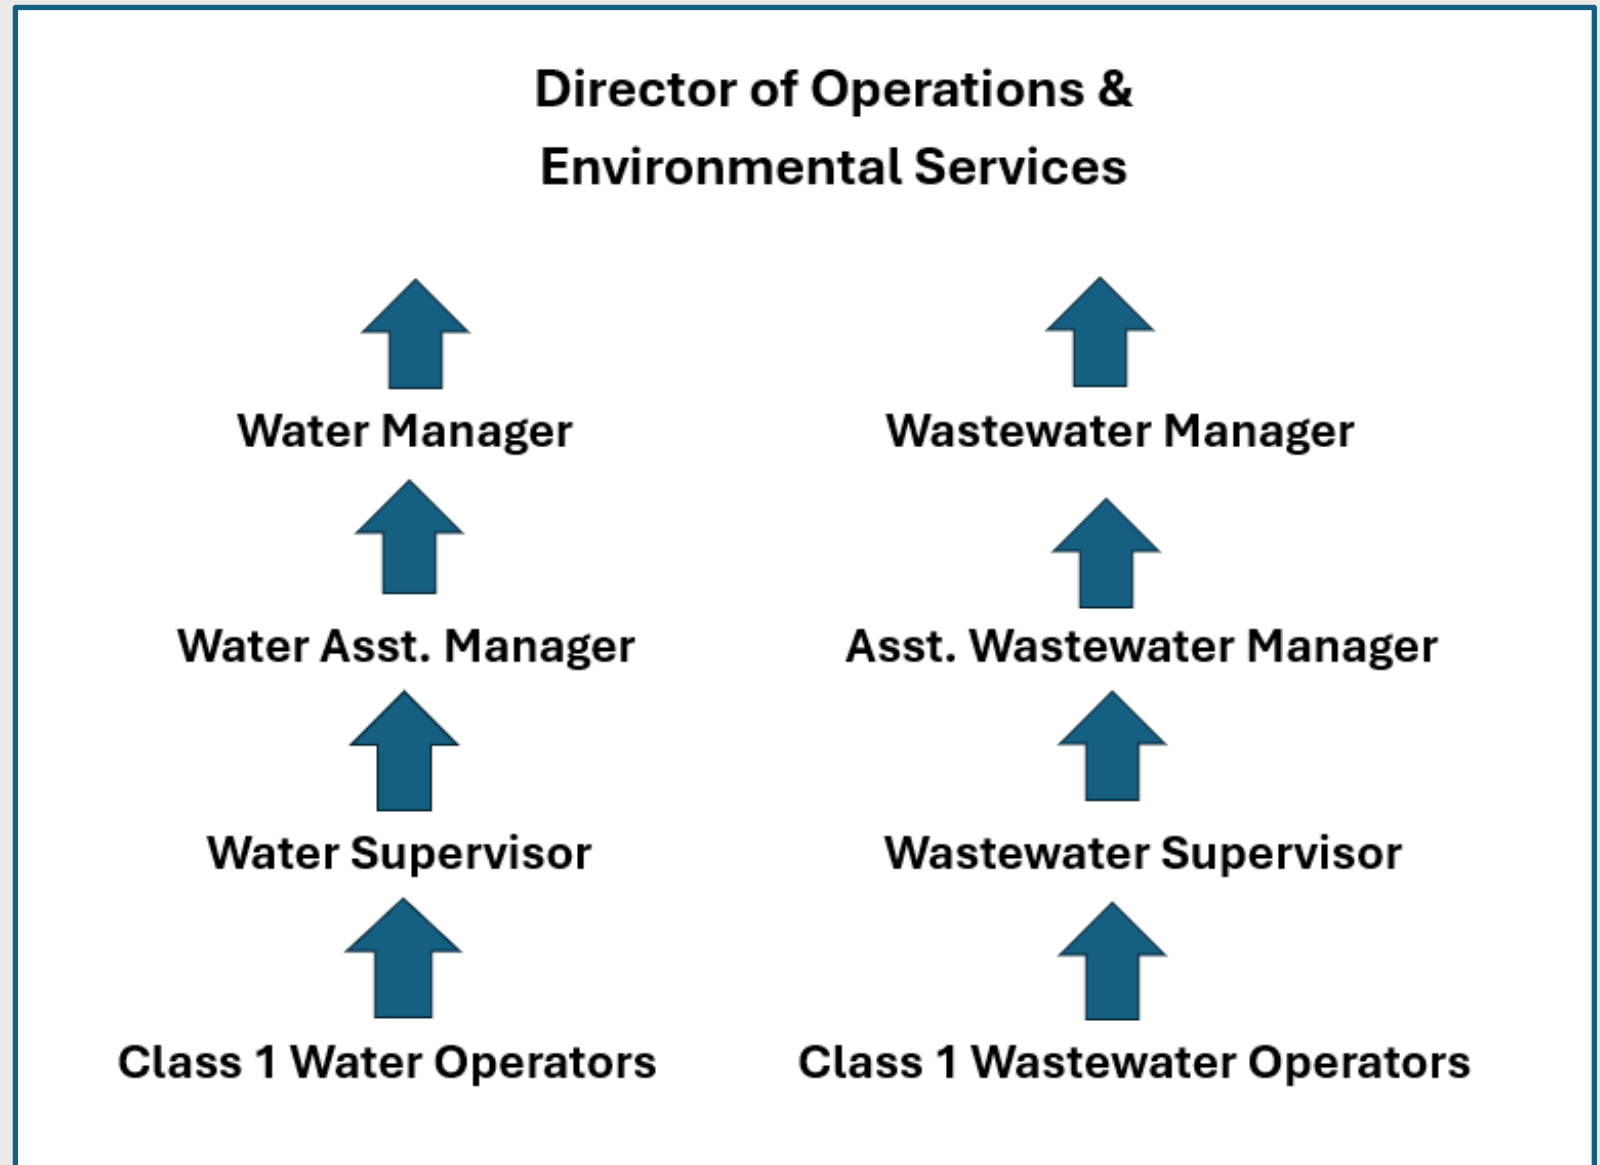 Director of Operations &
Environmental Services
Water Manager
Wastewater Manager
Water Asst. Manager
Asst. Wastewater Manager
Water Supervisor
Wastewater Supervisor
Class 1 Water Operators
Class 1 Wastewater Operators